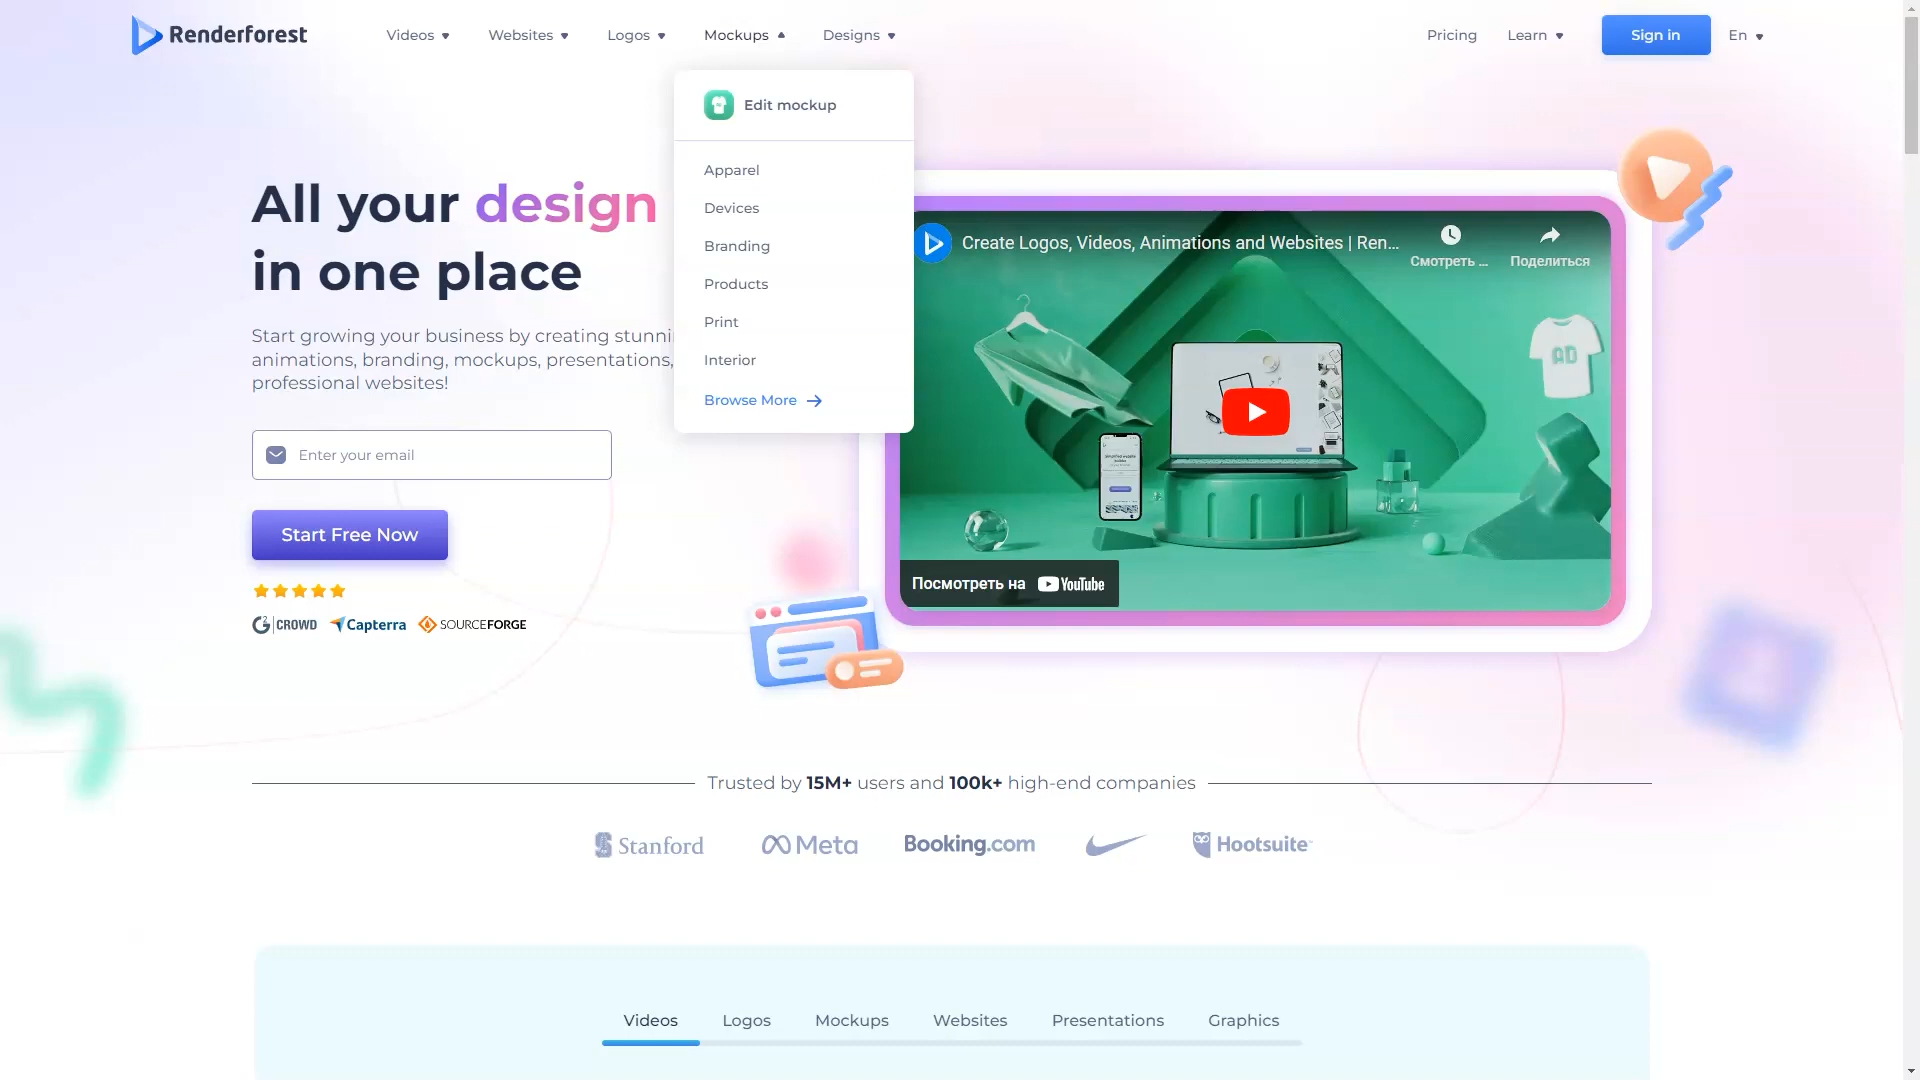 Renderforest
Videos
Websites
Logos
Mockups
Designs
Pricing
Learn
Sign in
En
Edit mockup
Apparel
Devices
Branding
Products
Print
Interior
Browse More
All your design
in one place
Start growing your business by creating
animations, branding, mockups, presentations,
professional websites!
Enter your email
Start Free Now
G2 CROWD
Capterra
SOURCEFORGE
Create Logos, Videos, Animations and Websites | Ren...
Смотреть ...
Поделиться
AD
Посмотреть на YouTube
Trusted by 15M+ users and 100k+ high-end companies
Stanford
Meta
Booking.com
Hootsuite
Videos
Logos
Mockups
Websites
Presentations
Graphics